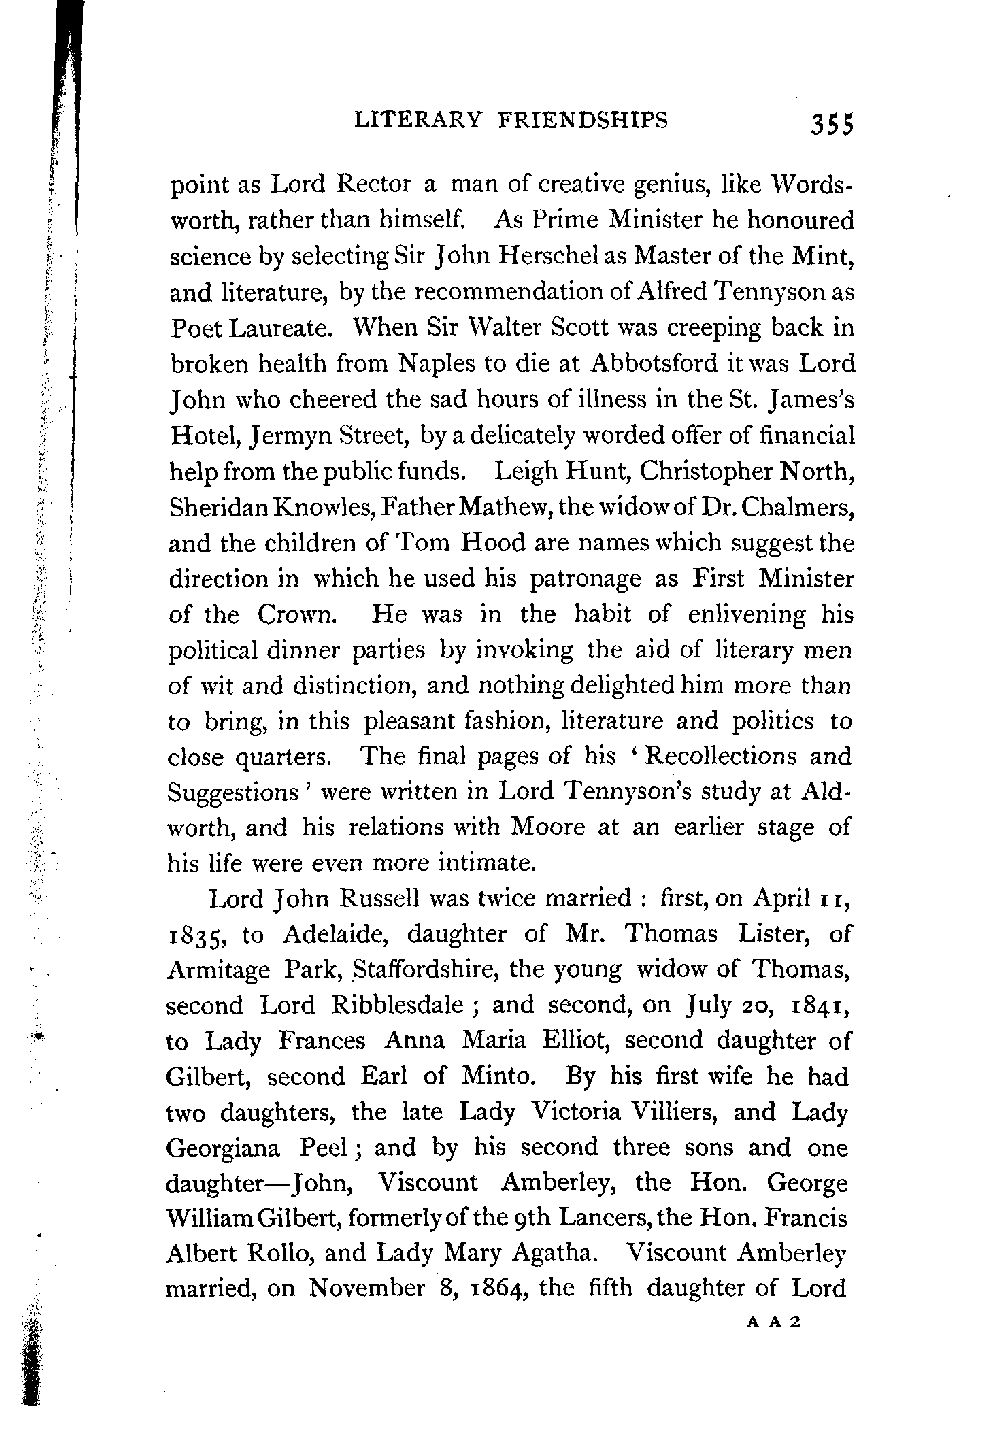 LITERARY FRIENDSHIPS 355
point as Lord Rector a man of creative genius, like Words-
worth, rather than himself. As Prime Minister he honoured
science by selecting Sir John Herschel as Master of the Mint,
and literature, by the recommendation of Alfred Tennyson as
Poet Laureate. When Sir Walter Scott was creeping back in
broken health from Naples to die at Abbotsford it was Lord
John who cheered the sad hours of illness in the St. James's
Hotel, Jermyn Street, by a delicately worded offer of financial
help from the public funds. Leigh Hunt, Christopher North,
Sheridan Knowles, Father Mathew, the widow of Dr. Chalmers,
and the children of Tom Hood are names which suggest the
direction in which he used his patronage as First Minister
of the Crown. He was in the habit of enlivening his
political dinner parties by invoking the aid of literary men
of wit and distinction, and nothing delighted him more than
to bring, in this pleasant fashion, literature and politics to
close quarters. The final pages of his ‘ Recollections and
Suggestions ’ were written in Lord Tennyson's study at Ald-
worth, and his relations with Moore at an earlier stage of
his life were even more intimate.
Lord John Russell was twice married : first, on April 11,
1835, to Adelaide, daughter of Mr. Thomas Lister, of
Armitage Park, Staffordshire, the young widow of Thomas,
second Lord Ribblesdale ; and second, on July 20, 1841,
to Lady Frances Anna Maria Elliot, second daughter of
Gilbert, second Earl of Minto. By his first wife he had
two daughters, the late Lady Victoria Villiers, and Lady
Georgiana Peel ; and by his second three sons and one
daughter—John, Viscount Amberley, the Hon. George
William Gilbert, formerly of the 9th Lancers, the Hon. Francis
Albert Rollo, and Lady Mary Agatha. Viscount Amberley
married, on November 8, 1864, the fifth daughter of Lord
A A 2